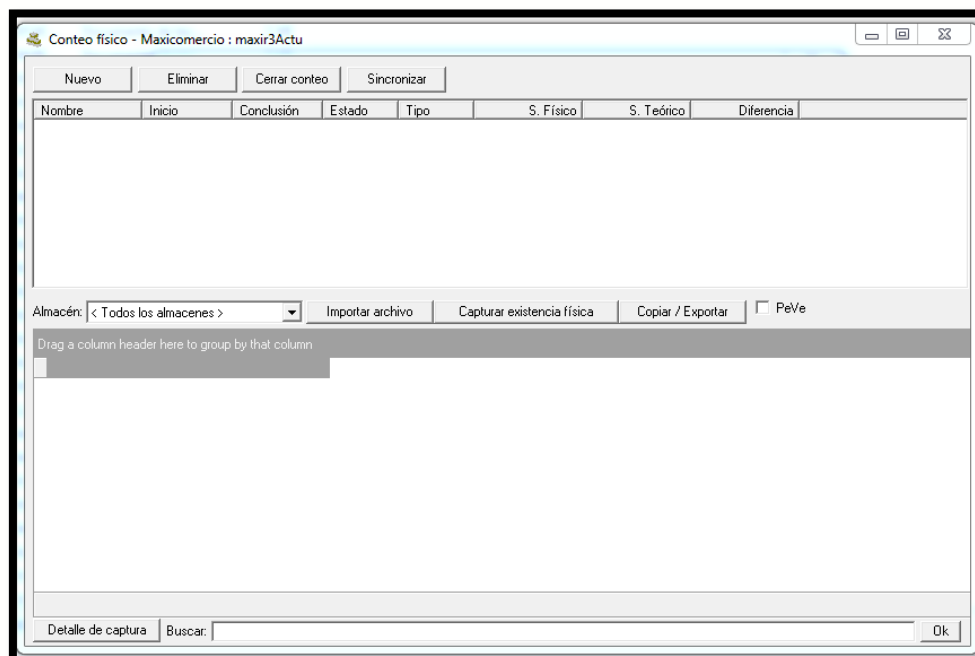 Conteo físico - Maxicomercio : maxir3Actu
Nuevo Eliminar Cerrar conteo Sincronizar
Nombre Inicio Conclusión Estado Tipo S. Físico S. Teórico Diferencia
Almacén: < Todos los almacenes > Importar archivo Capturar existencia física Copiar / Exportar PeVe
Drag a column header here to group by that column
Detalle de captura Buscar: Ok